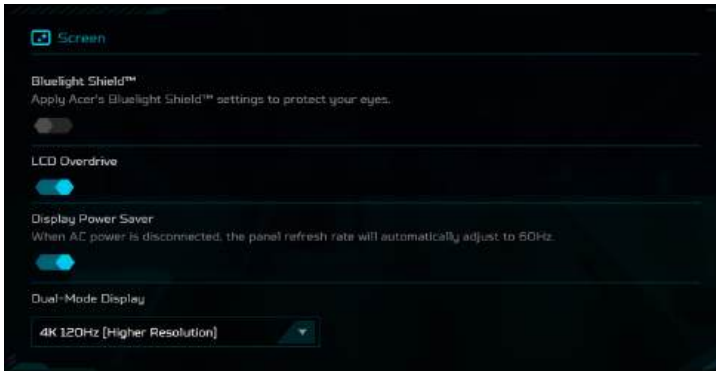 Screen
Bluelight Shield™
Apply Acer's Bluelight Shield™ settings to protect your eyes.
LCD Overdrive
Display Power Saver
When AC power is disconnected, the panel refresh rate will automatically adjust to 60Hz.
Dual-Mode Display
4K 120Hz [Higher Resolution]